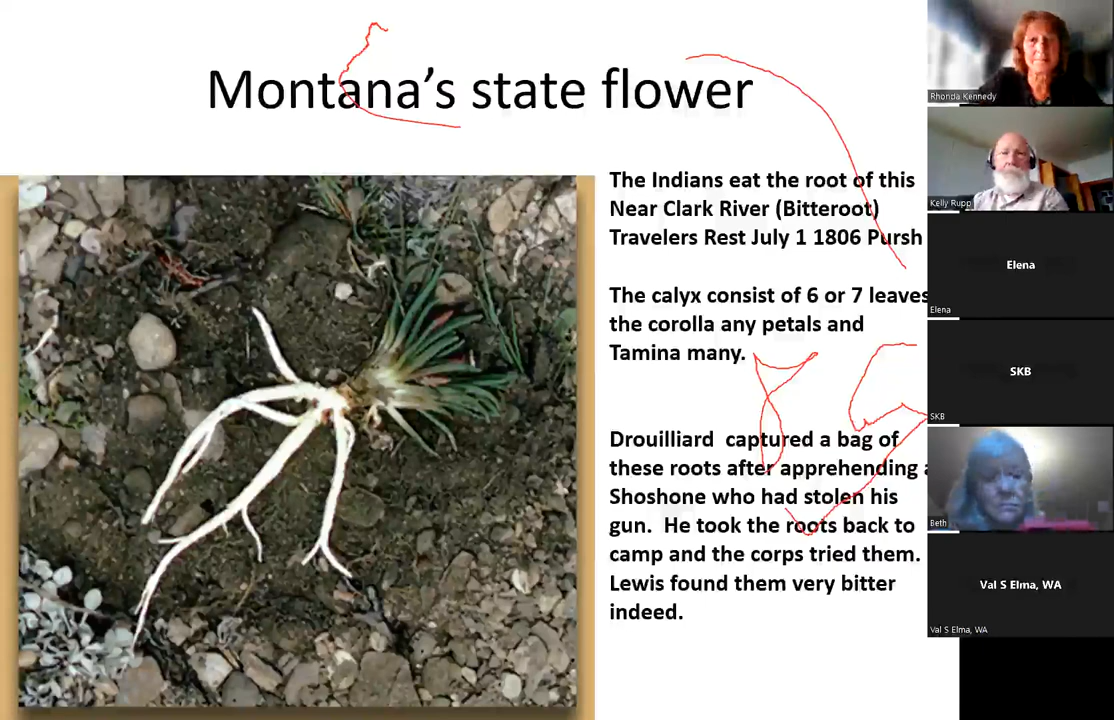 Montana’s state flower
The Indians eat the root of this
Near Clark River (Bitteroot)
Travelers Rest July 1 1806 Pursh
The calyx consist of 6 or 7 leaves
the corolla any petals and
Tamina many.
Drouilliard captured a bag of
these roots after apprehending a
Shoshone who had stolen his
gun. He took the roots back to
camp and the corps tried them.
Lewis found them very bitter
indeed.
Rhonda Kennedy
Kelly Rupp
Elena
Elena
SKB
SKB
Beth
Val S Elma, WA
Val S Elma, WA